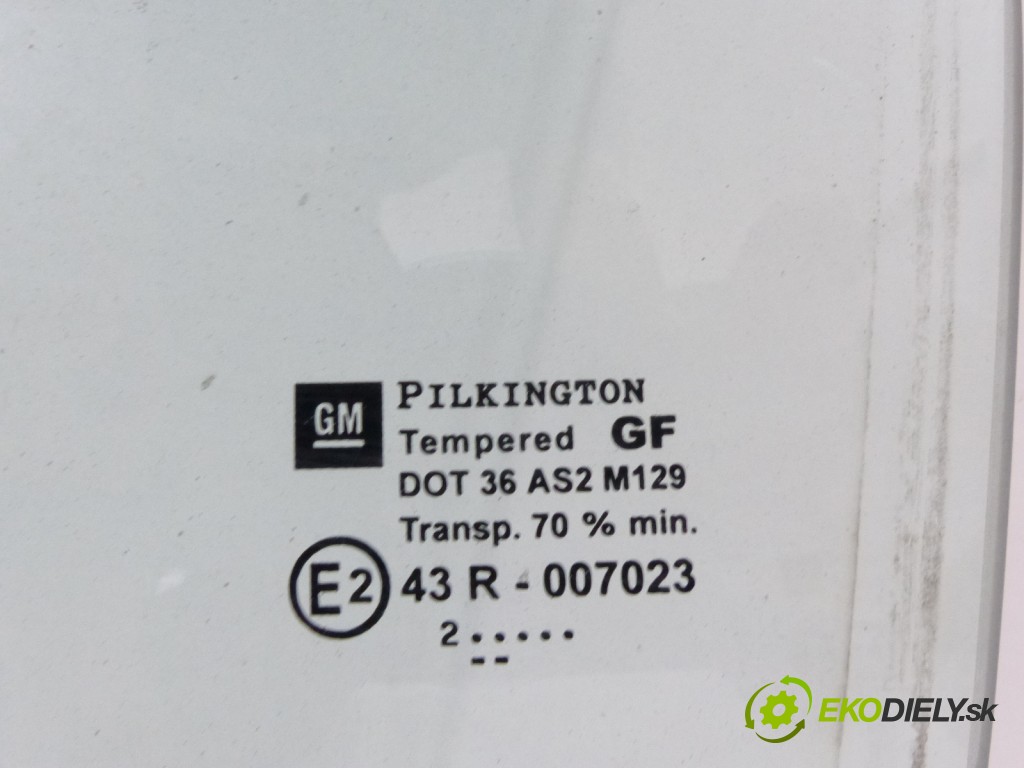 GM
PILKINGTON
Tempered GF
DOT 36 AS2 M129
Transp. 70 % min.
E2 43 R - 007023
2.....
--
EKODIELY.sk